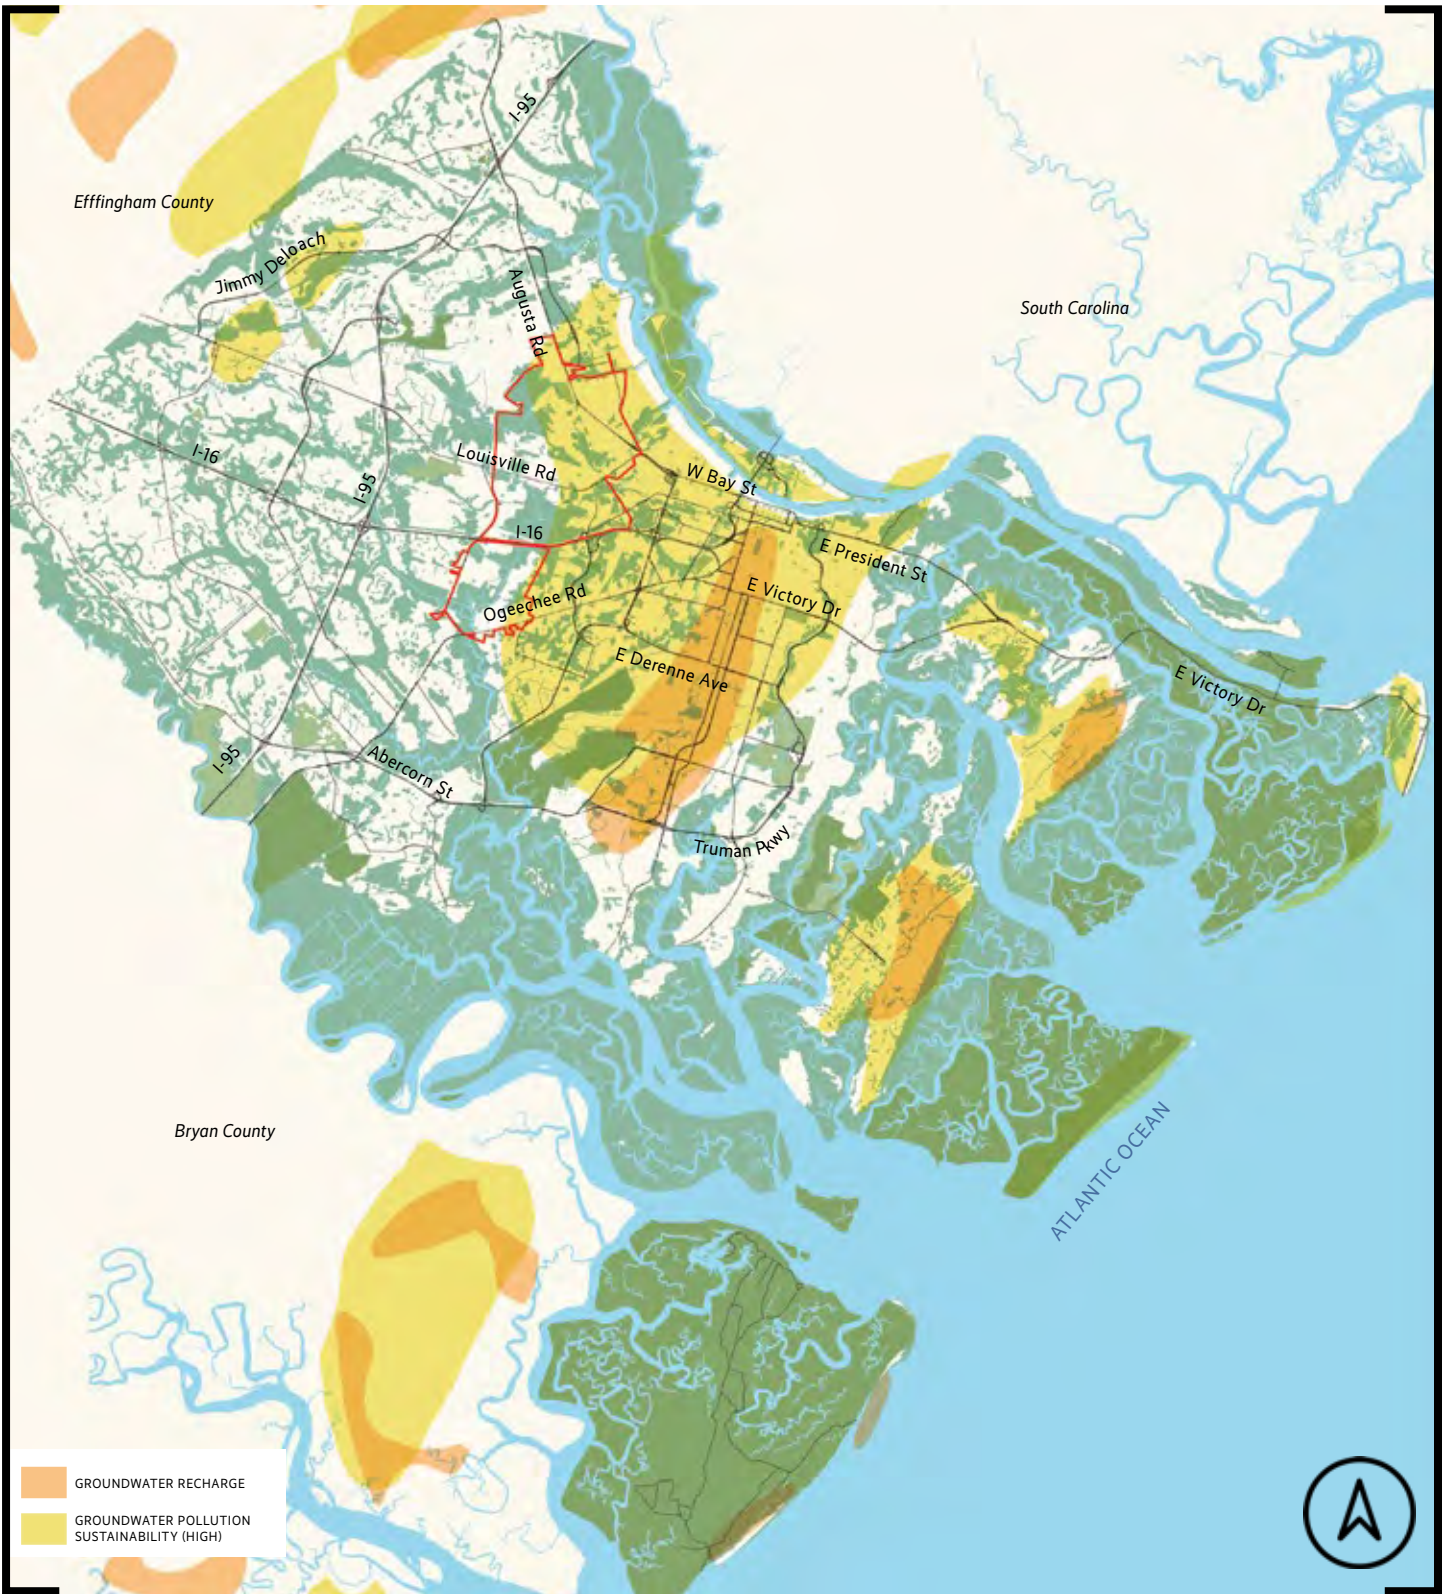 I-95
Efffingham County
Jimmy Deloach
Augusta Rd
South Carolina
I-16
I-95
Louisville Rd
W Bay St
I-16
E President St
E Victory Dr
Ogeechee Rd
E Derenne Ave
E Victory Dr
I-95
Abercorn St
Truman Pkwy
Bryan County
ATLANTIC OCEAN
GROUNDWATER RECHARGE
GROUNDWATER POLLUTION
SUSTAINABILITY (HIGH)